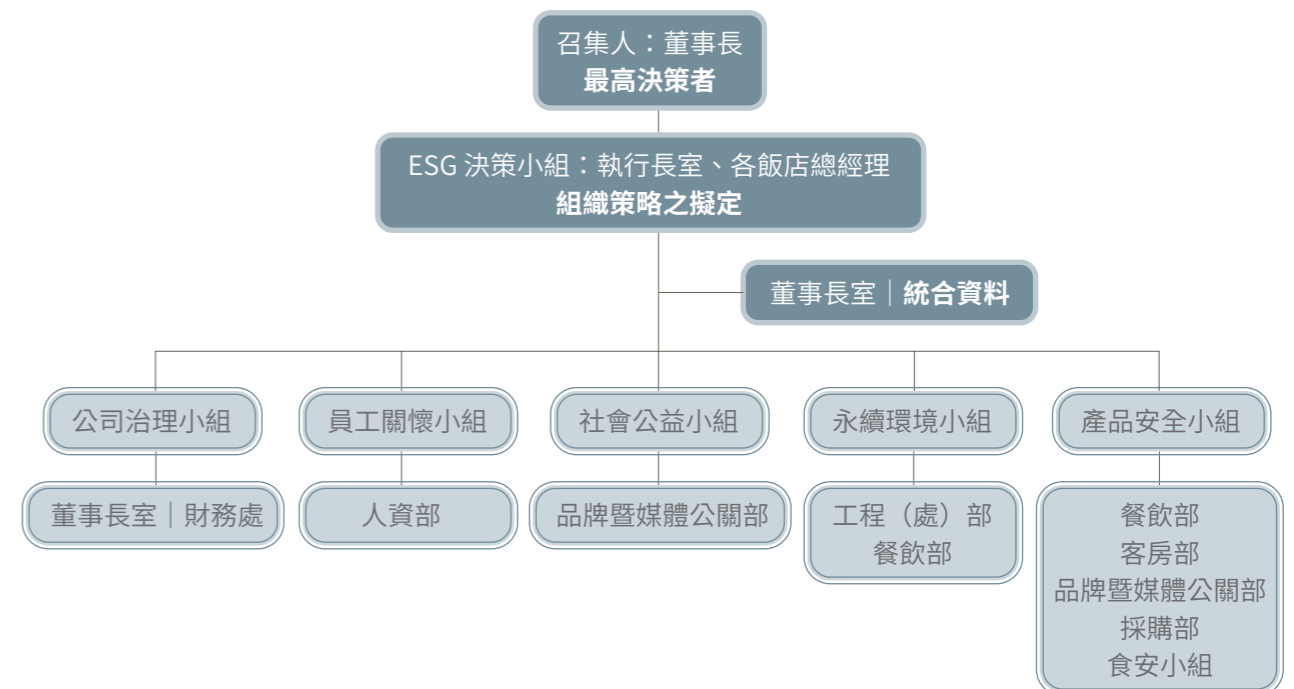 召集人：董事長
最高決策者
ESG 決策小組：執行長室、各飯店總經理
組織策略之擬定
董事長室｜統合資料
公司治理小組
員工關懷小組
社會公益小組
永續環境小組
產品安全小組
董事長室｜財務處
人資部
品牌暨媒體公關部
工程（處）部
餐飲部
餐飲部
客房部
品牌暨媒體公關部
採購部
食安小組